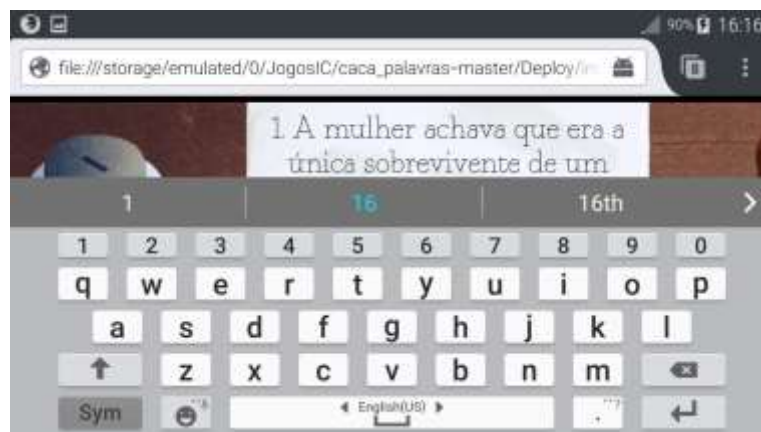 90% 16:16
file:///storage/emulated/0/JogosIC/caca_palavras-master/Deploy/in
1. A mulher achava que era a
única sobrevivente de um
1 16 16th
1 2 3 4 5 6 7 8 9 0
q w e r t y u i o p
a s d f g h j k l
z x c v b n m
Sym English(US) .